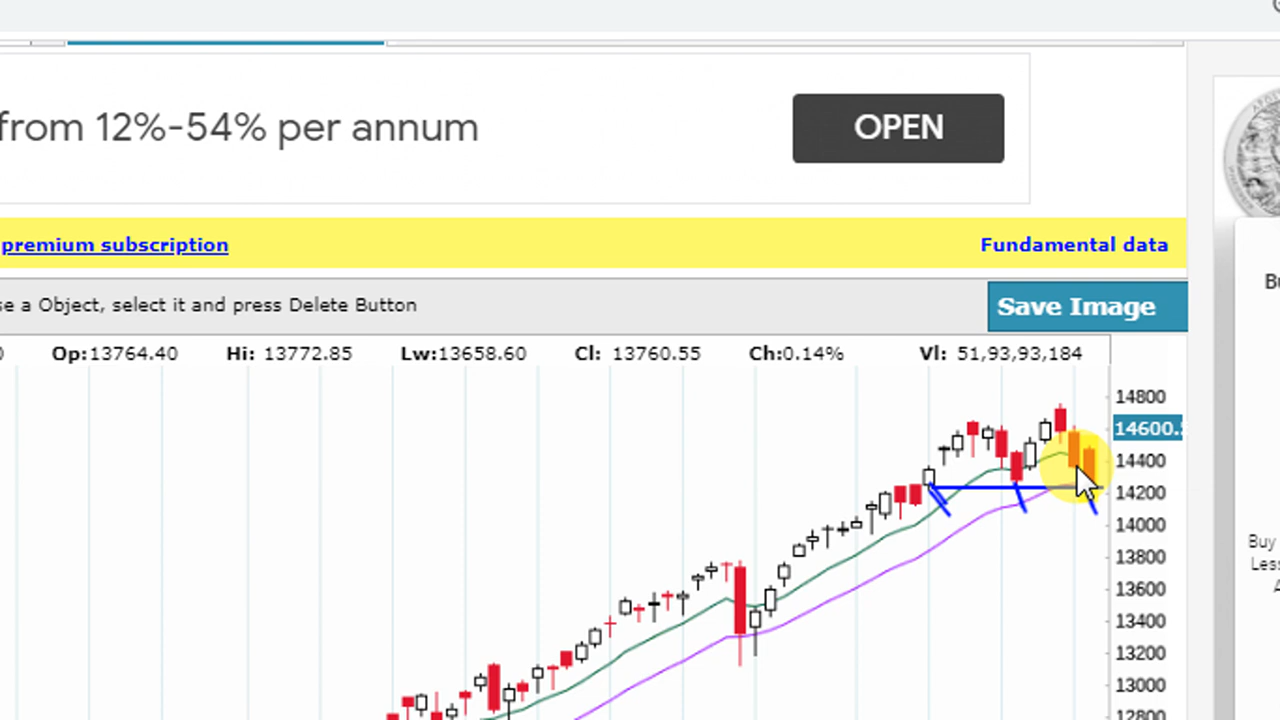 from 12%-54% per annum
OPEN
premium subscription
Fundamental data
se a Object, select it and press Delete Button
Save Image
0 Op:13764.40 Hi: 13772.85 Lw:13658.60 Cl: 13760.55 Ch:0.14% Vl: 51,93,93,184
14800
14600.
14400
14200
14000
13800
13600
13400
13200
13000
12800
Buy
Less